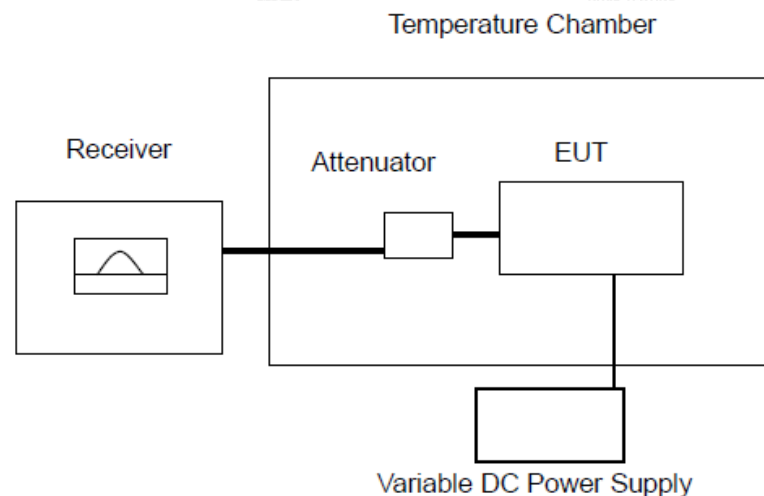 Temperature Chamber
Receiver
Attenuator
EUT
Variable DC Power Supply